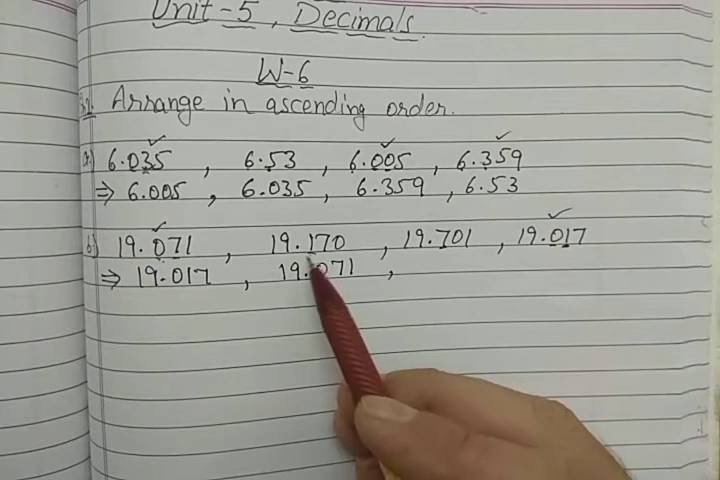 Unit-5, Decimals.
W-6
Arrange in ascending order.
a) 6.035, 6.53, 6.005, 6.359
⇒ 6.005, 6.035, 6.359, 6.53
b) 19.071, 19.170, 19.701, 19.017
⇒ 19.017, 19.071,